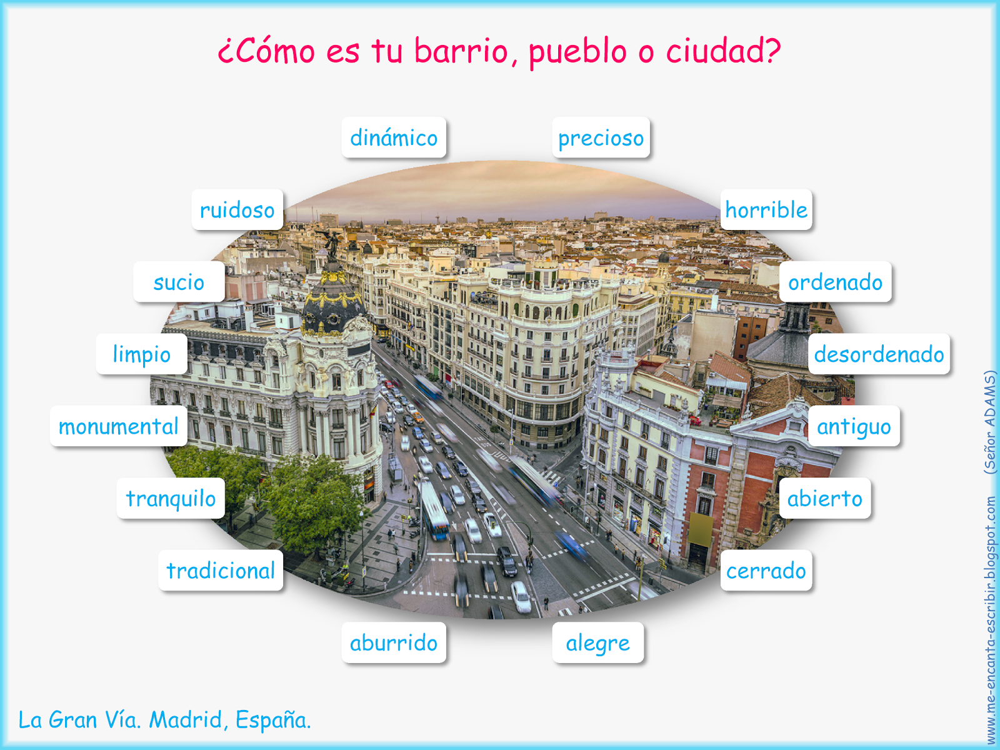 ¿Cómo es tu barrio, pueblo o ciudad?
dinámico
precioso
ruidoso
horrible
sucio
ordenado
limpio
desordenado
monumental
antiguo
tranquilo
abierto
tradicional
cerrado
aburrido
alegre
La Gran Vía. Madrid, España.
www.me-encanta-escribir.blogspot.com (Señor ADAMS)